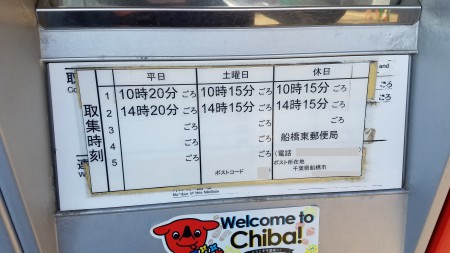 平日 土曜日 休日
取集時刻
1 10時20分ごろ 10時15分ごろ 10時15分ごろ
2 14時20分ごろ 14時15分ごろ 14時15分ごろ
3 ごろ ごろ
4 ごろ ごろ 船橋東郵便局
5 ごろ ごろ (電話
ポストコード
ポスト所在地
千葉県船橋市
取
and
Welcome to
Chiba!